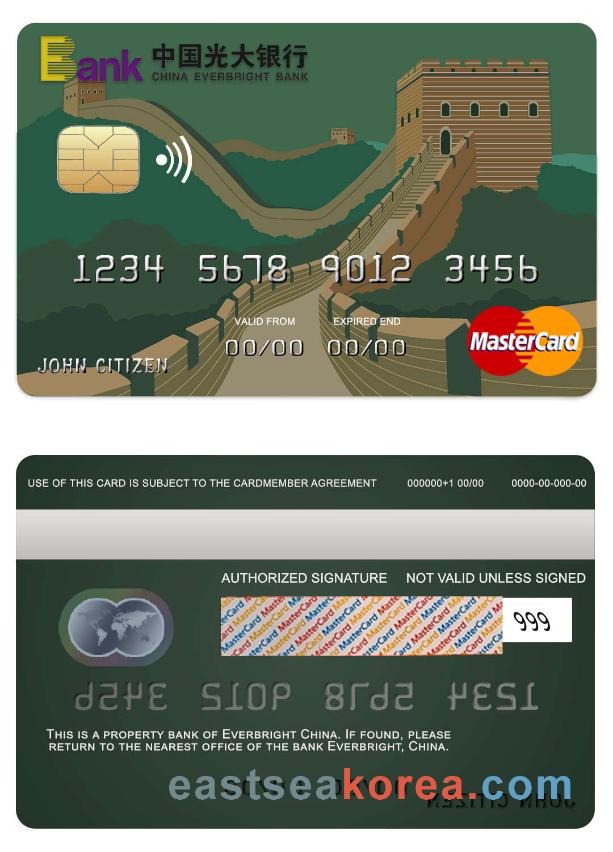 Bank 中国光大银行
CHINA EVERBRIGHT BANK
1234 5678 9012 3456
VALID FROM EXPIRED END
00/00 00/00
JOHN CITIZEN
MasterCard
USE OF THIS CARD IS SUBJECT TO THE CARDMEMBER AGREEMENT 000000+1 00/00 0000-00-000-00
AUTHORIZED SIGNATURE NOT VALID UNLESS SIGNED
MasterCard
999
THIS IS A PROPERTY BANK OF EVERBRIGHT CHINA. IF FOUND, PLEASE
RETURN TO THE NEAREST OFFICE OF THE BANK EVERBRIGHT, CHINA.
eastseakorea.com